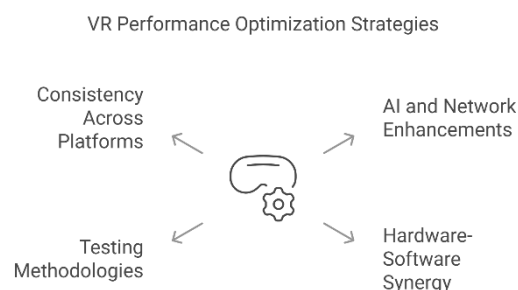 VR Performance Optimization Strategies
Consistency
Across
Platforms
AI and Network
Enhancements
Testing
Methodologies
Hardware-
Software
Synergy